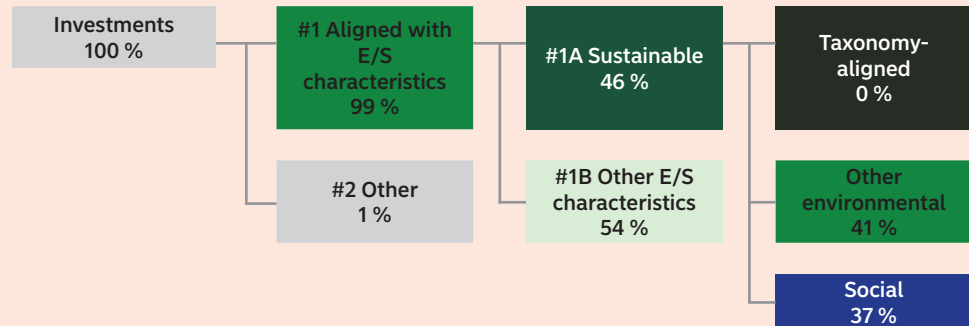 Investments
100 %
#1 Aligned with
E/S
characteristics
99 %
#1A Sustainable
46 %
Taxonomy-
aligned
0 %
#2 Other
1 %
#1B Other E/S
characteristics
54 %
Other
environmental
41 %
Social
37 %